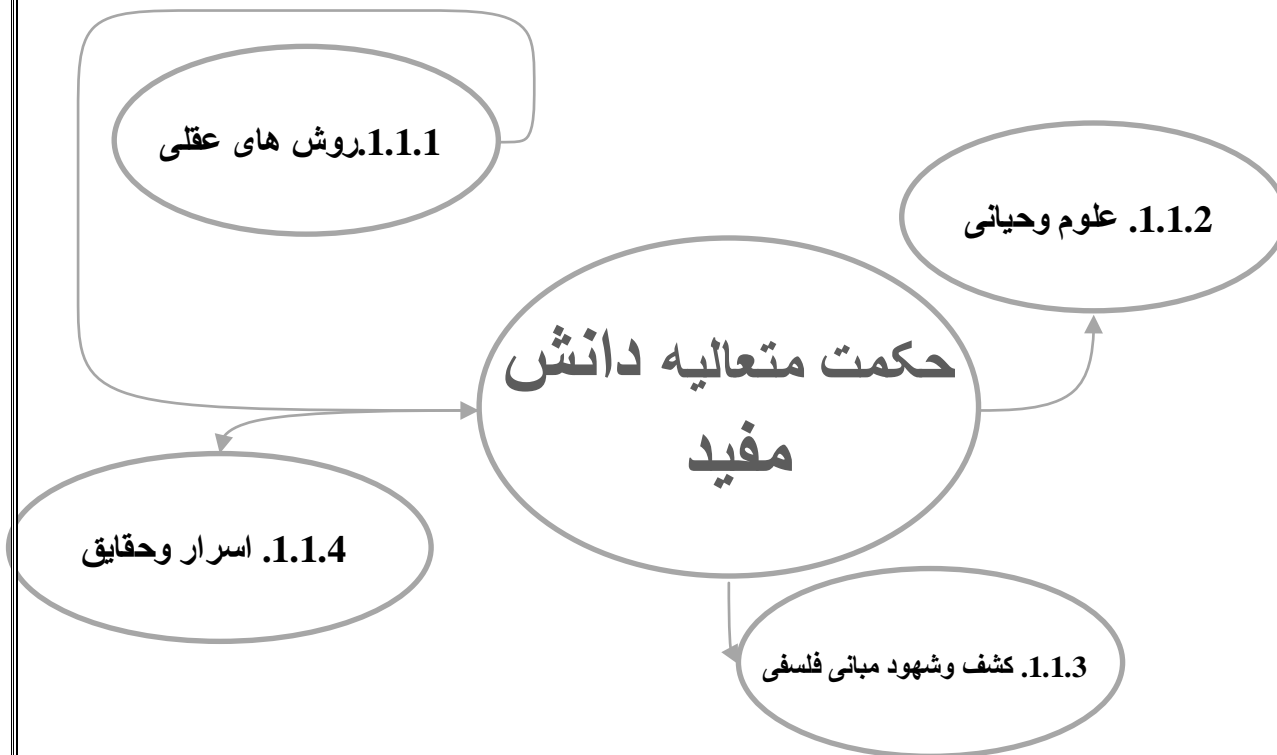 1.1.1.روش های عقلی
1.1.2. علوم وحیانی
حکمت متعالیه دانش
مفید
1.1.4. اسرار وحقایق
1.1.3. کشف وشهود مبانی فلسفی